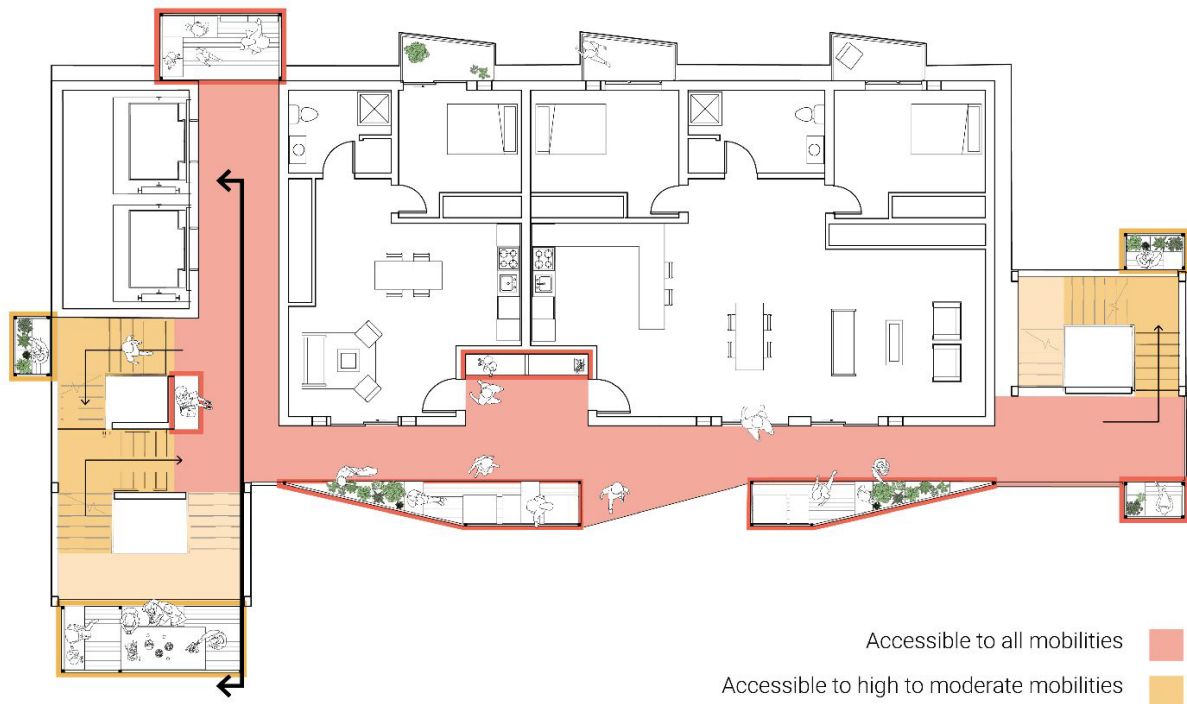 Accessible to all mobilities
Accessible to high to moderate mobilities